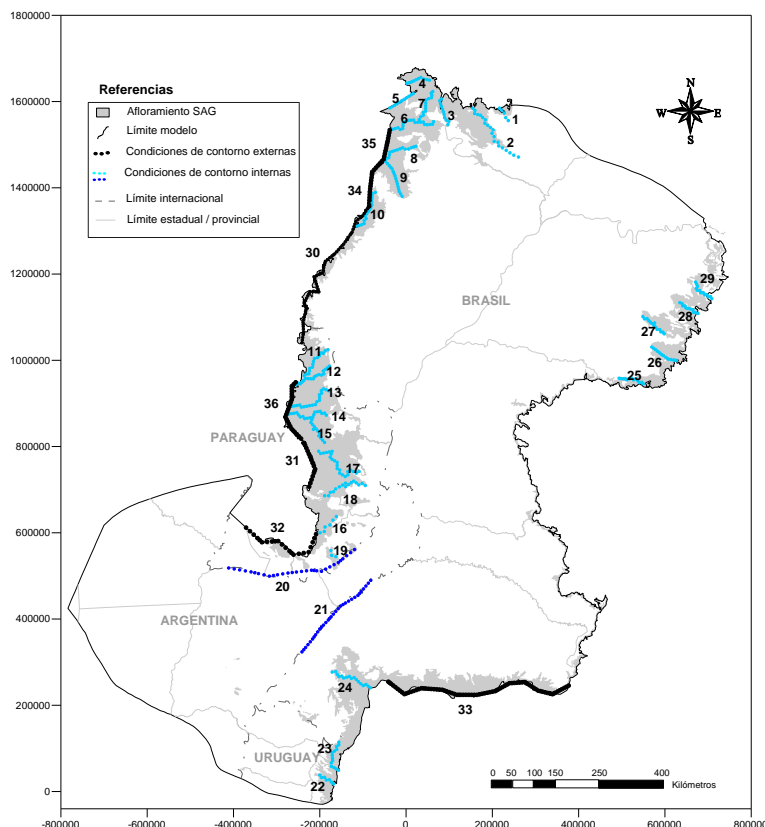 1800000
1600000
1400000
1200000
1000000
800000
600000
400000
200000
0
Referencias
Afloramiento SAG
Límite modelo
Condiciones de contorno externas
Condiciones de contorno internas
Límite internacional
Límite estadual / provincial
N
W
E
S
4
5
7
3
1
6
2
35
8
9
34
10
30
BRASIL
29
28
27
26
25
11
12
13
36
14
PARAGUAY
15
31
17
18
32
16
19
20
21
ARGENTINA
24
33
23
URUGUAY
22
0 50 100 150 250 400
Kilómetros
-800000 -600000 -400000 -200000 0 200000 400000 600000 800000